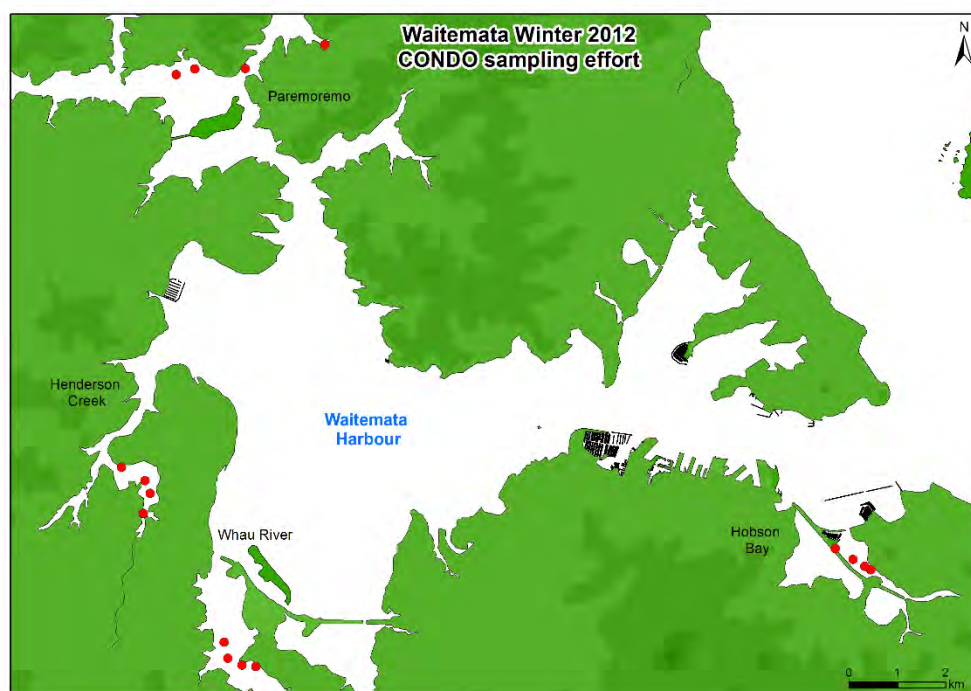 Waitemata Winter 2012
CONDO sampling effort
N
Paremoremo
Henderson
Creek
Waitemata
Harbour
Whau River
Hobson
Bay
0 1 2
km